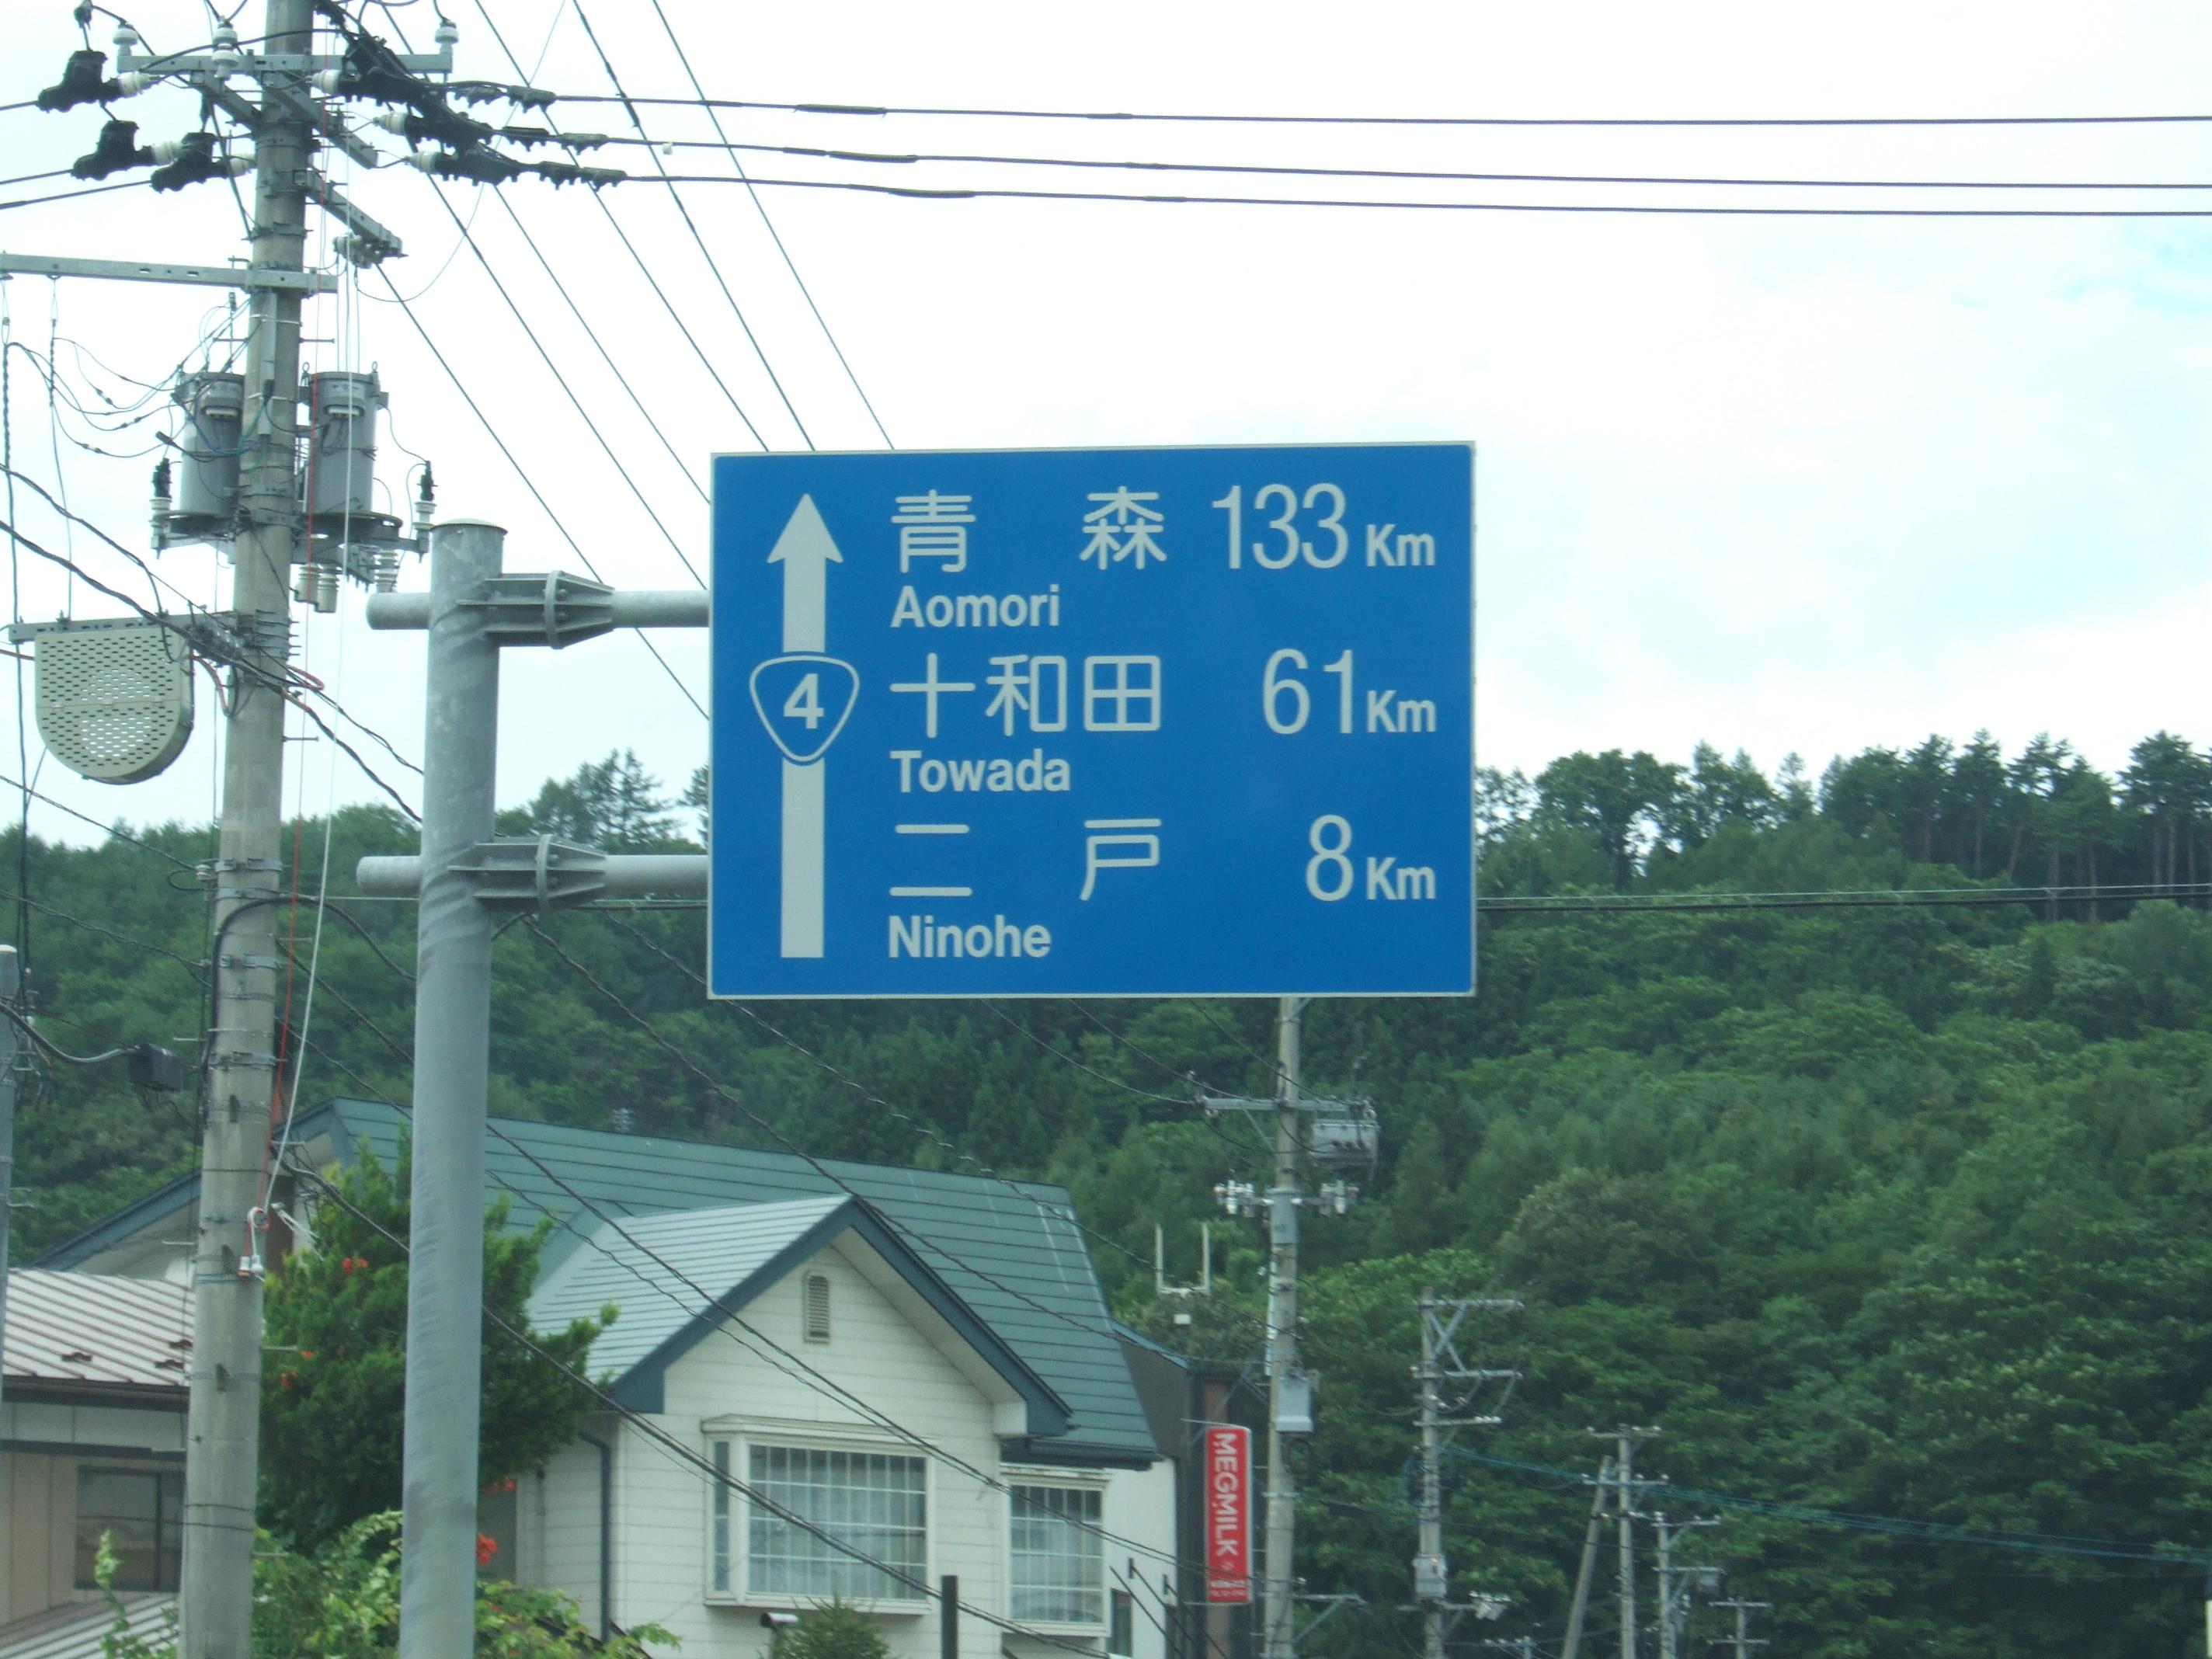 青森 133 Km
Aomori
4
十和田 61 Km
Towada
二戸 8 Km
Ninohe
MEGMILK